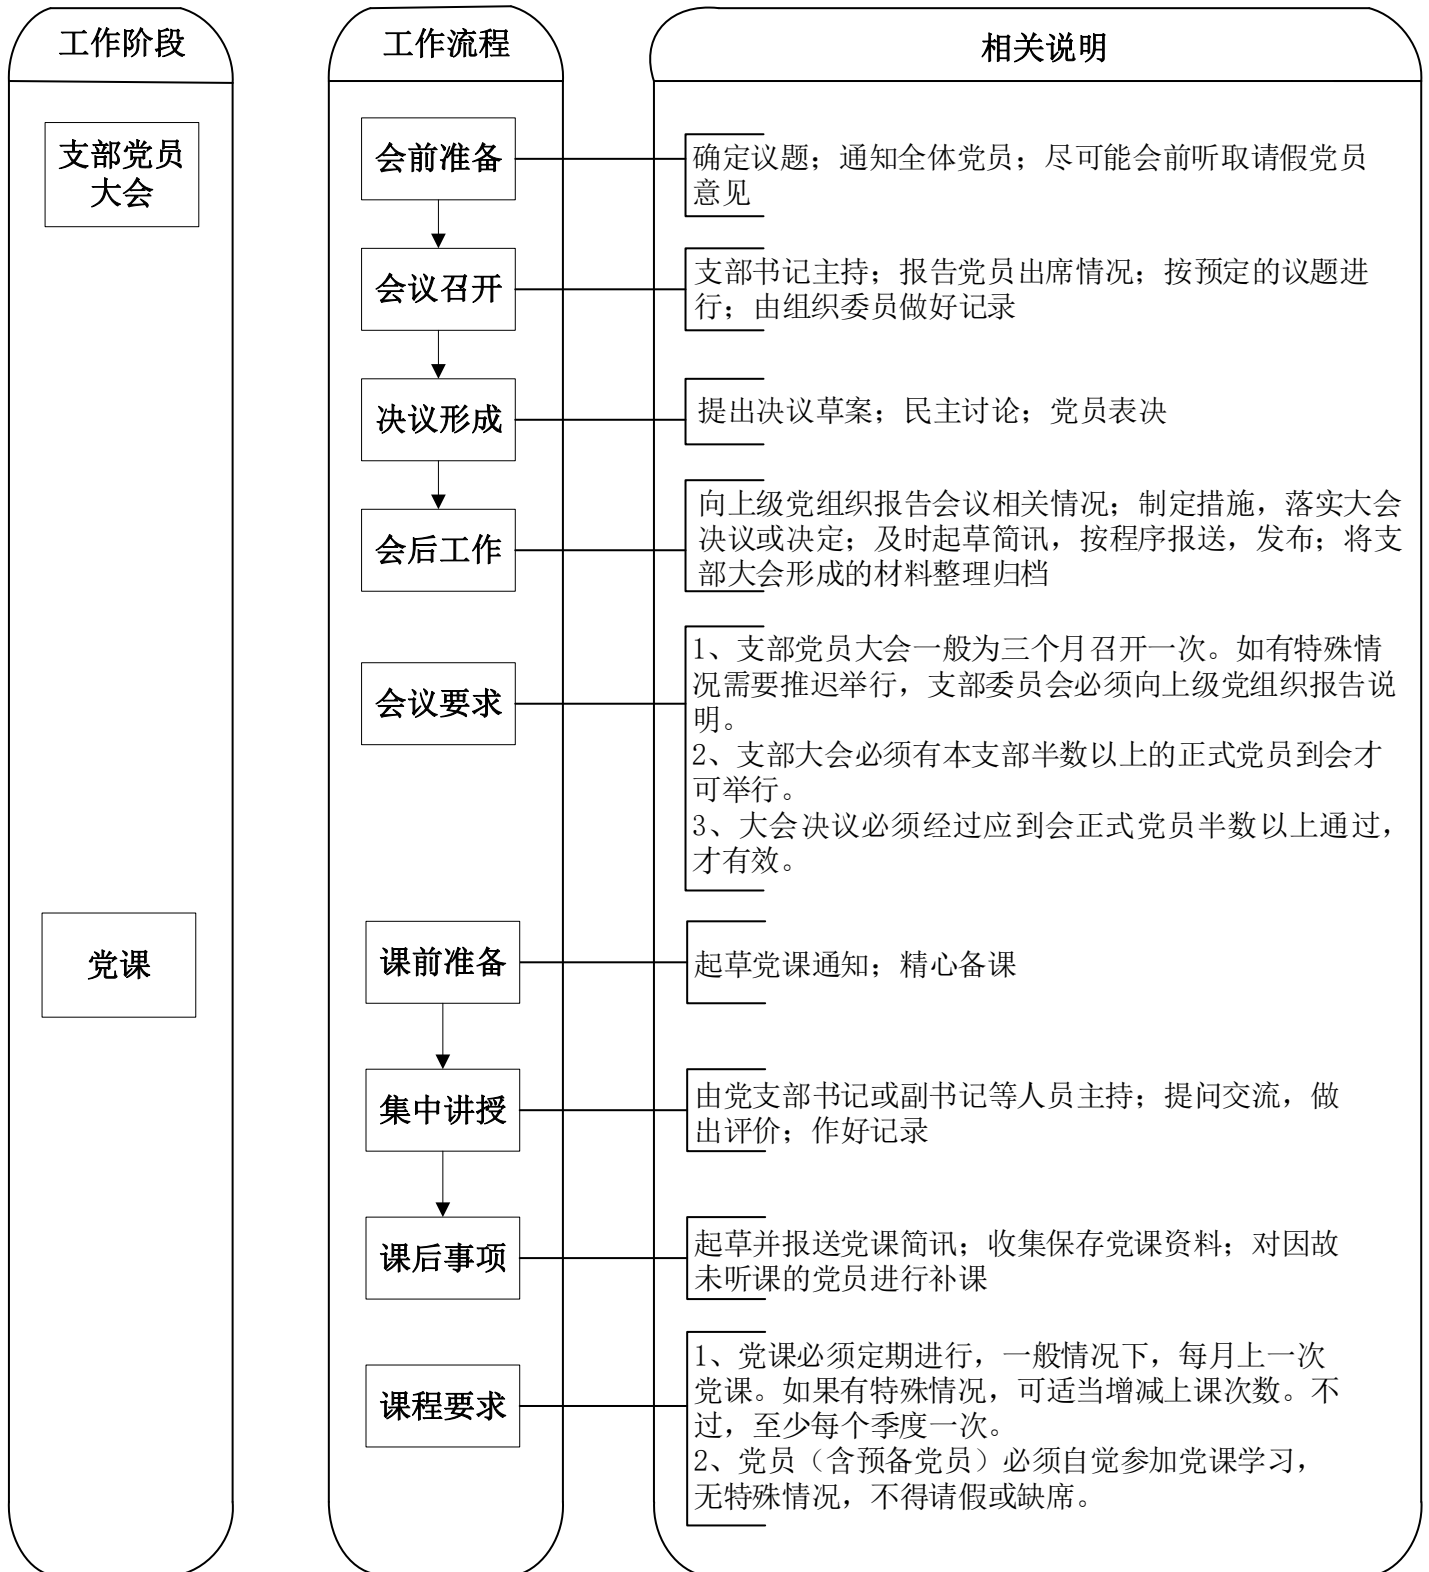 工作阶段
工作流程
相关说明
支部党员
大会
会前准备
确定议题；通知全体党员；尽可能会前听取请假党员
意见
会议召开
支部书记主持；报告党员出席情况；按预定的议题进
行；由组织委员做好记录
决议形成
提出决议草案；民主讨论；党员表决
会后工作
向上级党组织报告会议相关情况；制定措施，落实大会
决议或决定；及时起草简讯，按程序报送，发布；将支
部大会形成的材料整理归档
会议要求
1、支部党员大会一般为三个月召开一次。如有特殊情
况需要推迟举行，支部委员会必须向上级党组织报告说
明。
2、支部大会必须有本支部半数以上的正式党员到会才
可举行。
3、大会决议必须经过应到会正式党员半数以上通过，
才有效。
党课
课前准备
起草党课通知；精心备课
集中讲授
由党支部书记或副书记等人员主持；提问交流，做
出评价；作好记录
课后事项
起草并报送党课简讯；收集保存党课资料；对因故
未听课的党员进行补课
课程要求
1、党课必须定期进行，一般情况下，每月上一次
党课。如果有特殊情况，可适当增减上课次数。不
过，至少每个季度一次。
2、党员（含预备党员）必须自觉参加党课学习，
无特殊情况，不得请假或缺席。